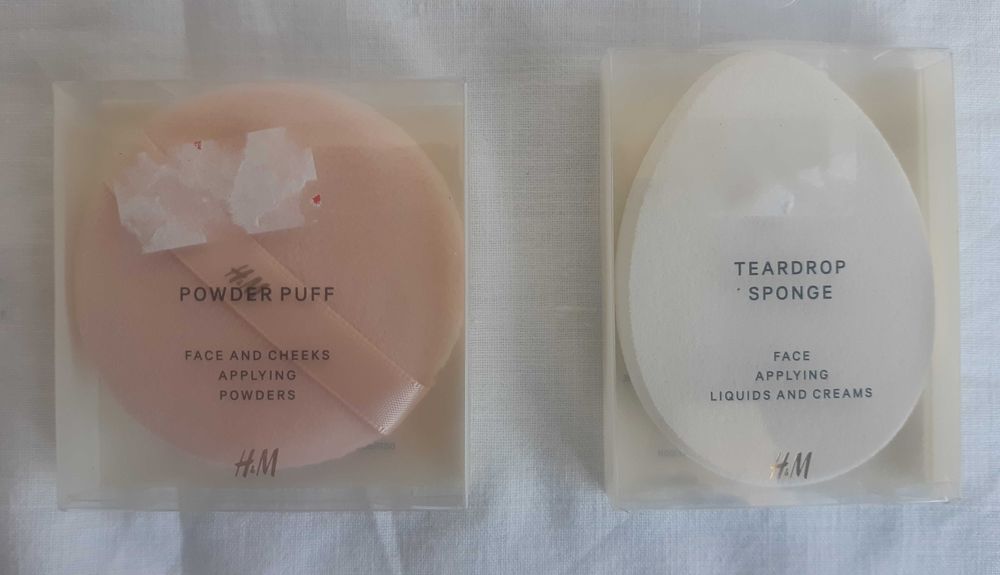 H&M
POWDER PUFF
FACE AND CHEEKS
APPLYING
POWDERS
H&M
TEARDROP
SPONGE
FACE
APPLYING
LIQUIDS AND CREAMS
H&M